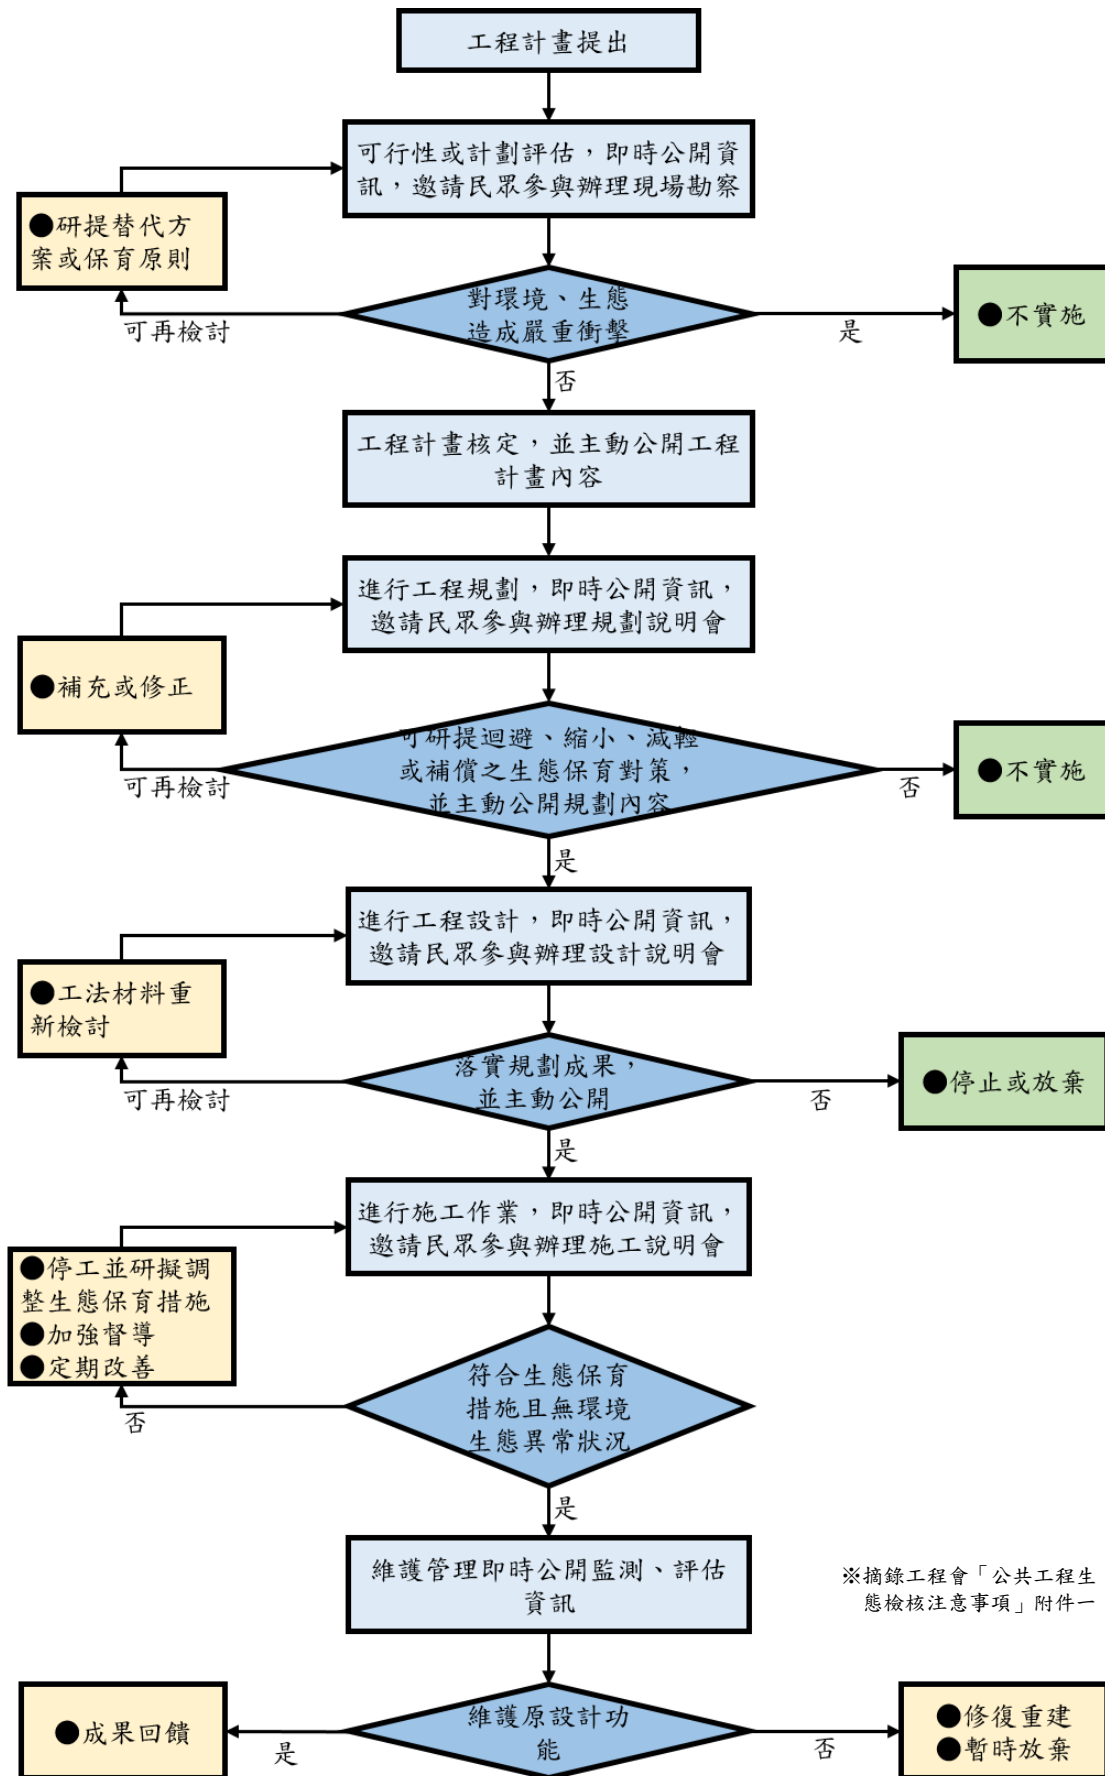 工程計畫提出
可行性或計劃評估，即時公開資
訊，邀請民眾參與辦理現場勘察
●研提替代方
案或保育原則
對環境、生態
造成嚴重衝擊
可再檢討
是
●不實施
否
工程計畫核定，並主動公開工程
計畫內容
進行工程規劃，即時公開資訊，
邀請民眾參與辦理規劃說明會
●補充或修正
可研提迴避、縮小、減輕
或補償之生態保育對策，
並主動公開規劃內容
可再檢討
否
●不實施
是
進行工程設計，即時公開資訊，
邀請民眾參與辦理設計說明會
●工法材料重
新檢討
落實規劃成果，
並主動公開
可再檢討
否
●停止或放棄
是
進行施工作業，即時公開資訊，
邀請民眾參與辦理施工說明會
●停工並研擬調
整生態保育措施
●加強督導
●定期改善
符合生態保育
措施且無環境
生態異常狀況
否
是
維護管理即時公開監測、評估
資訊
※摘錄工程會「公共工程生
態檢核注意事項」附件一
●成果回饋
是
維護原設計功
能
否
●修復重建
●暫時放棄